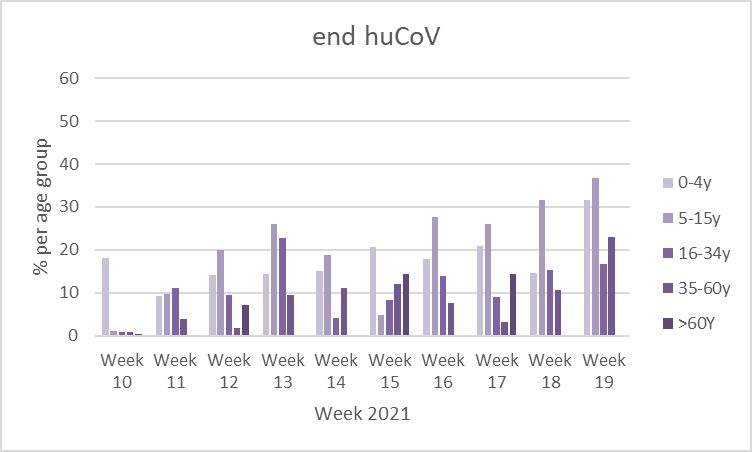 end huCoV
60
50
40
30
20
10
0
% per age group
Week 10
Week 11
Week 12
Week 13
Week 14
Week 15
Week 16
Week 17
Week 18
Week 19
Week 2021
0-4y
5-15y
16-34y
35-60y
>60Y